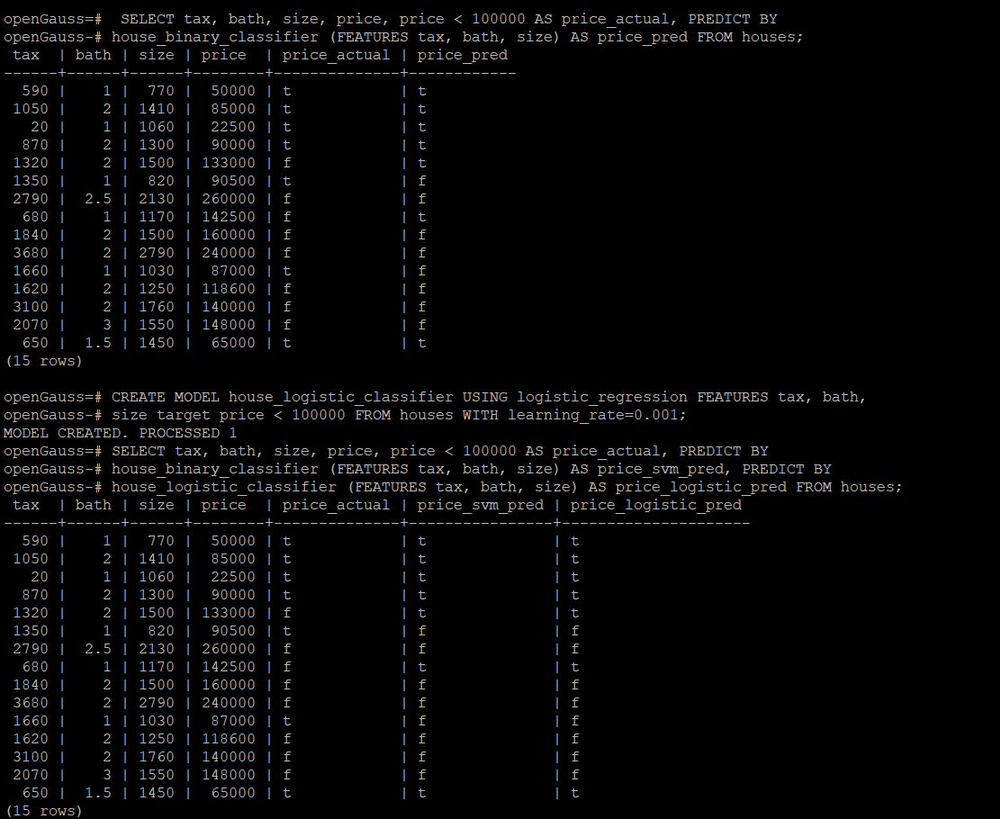 openGauss=#  SELECT tax, bath, size, price, price < 100000 AS price_actual, PREDICT BY
openGauss-# house_binary_classifier (FEATURES tax, bath, size) AS price_pred FROM houses;
 tax  | bath | size | price  | price_actual | price_pred
------+------+------+--------+--------------+------------
  590 |    1 |  770 |  50000 | t            | t
 1050 |    2 | 1410 |  85000 | t            | t
   20 |    1 | 1060 |  22500 | t            | t
  870 |    2 | 1300 |  90000 | t            | t
 1320 |    2 | 1500 | 133000 | f            | t
 1350 |    1 |  820 |  90500 | t            | f
 2790 |  2.5 | 2130 | 260000 | f            | f
  680 |    1 | 1170 | 142500 | f            | t
 1840 |    2 | 1500 | 160000 | f            | f
 3680 |    2 | 2790 | 240000 | f            | f
 1660 |    1 | 1030 |  87000 | t            | f
 1620 |    2 | 1250 | 118600 | f            | f
 3100 |    2 | 1760 | 140000 | f            | f
 2070 |    3 | 1550 | 148000 | f            | f
  650 |  1.5 | 1450 |  65000 | t            | t
(15 rows)

openGauss=# CREATE MODEL house_logistic_classifier USING logistic_regression FEATURES tax, bath,
openGauss-# size target price < 100000 FROM houses WITH learning_rate=0.001;
MODEL CREATED. PROCESSED 1
openGauss=# SELECT tax, bath, size, price, price < 100000 AS price_actual, PREDICT BY
openGauss-# house_binary_classifier (FEATURES tax, bath, size) AS price_svm_pred, PREDICT BY
openGauss-# house_logistic_classifier (FEATURES tax, bath, size) AS price_logistic_pred FROM houses;
 tax  | bath | size | price  | price_actual | price_svm_pred | price_logistic_pred
------+------+------+--------+--------------+----------------+---------------------
  590 |    1 |  770 |  50000 | t            | t              | t
 1050 |    2 | 1410 |  85000 | t            | t              | t
   20 |    1 | 1060 |  22500 | t            | t              | t
  870 |    2 | 1300 |  90000 | t            | t              | t
 1320 |    2 | 1500 | 133000 | f            | t              | t
 1350 |    1 |  820 |  90500 | t            | f              | f
 2790 |  2.5 | 2130 | 260000 | f            | f              | f
  680 |    1 | 1170 | 142500 | f            | t              | t
 1840 |    2 | 1500 | 160000 | f            | f              | f
 3680 |    2 | 2790 | 240000 | f            | f              | f
 1660 |    1 | 1030 |  87000 | t            | f              | f
 1620 |    2 | 1250 | 118600 | f            | f              | f
 3100 |    2 | 1760 | 140000 | f            | f              | f
 2070 |    3 | 1550 | 148000 | f            | f              | f
  650 |  1.5 | 1450 |  65000 | t            | t              | t
(15 rows)